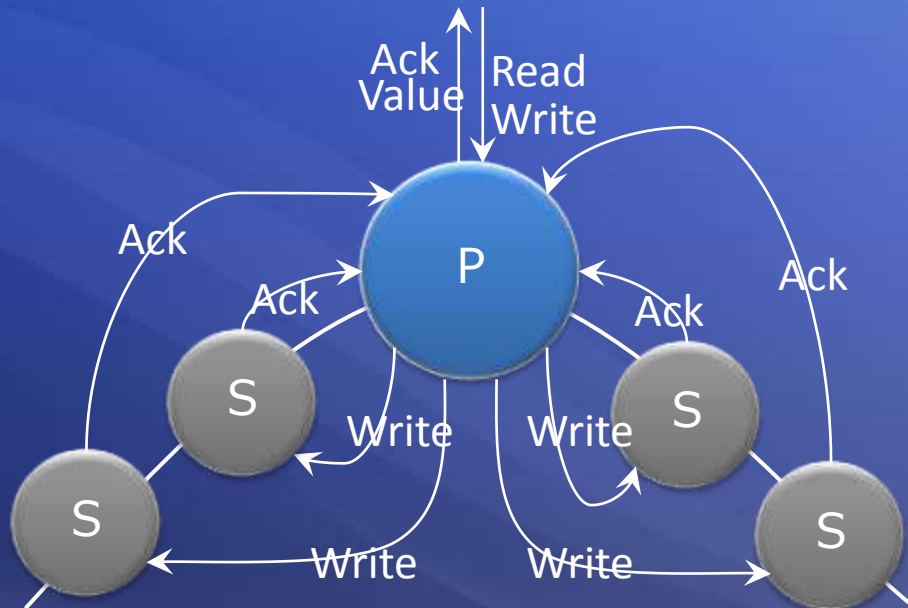 Ack
Value
Read
Write
P
Ack
Ack
Ack
Ack
S
S
S
S
Write
Write
Write
Write